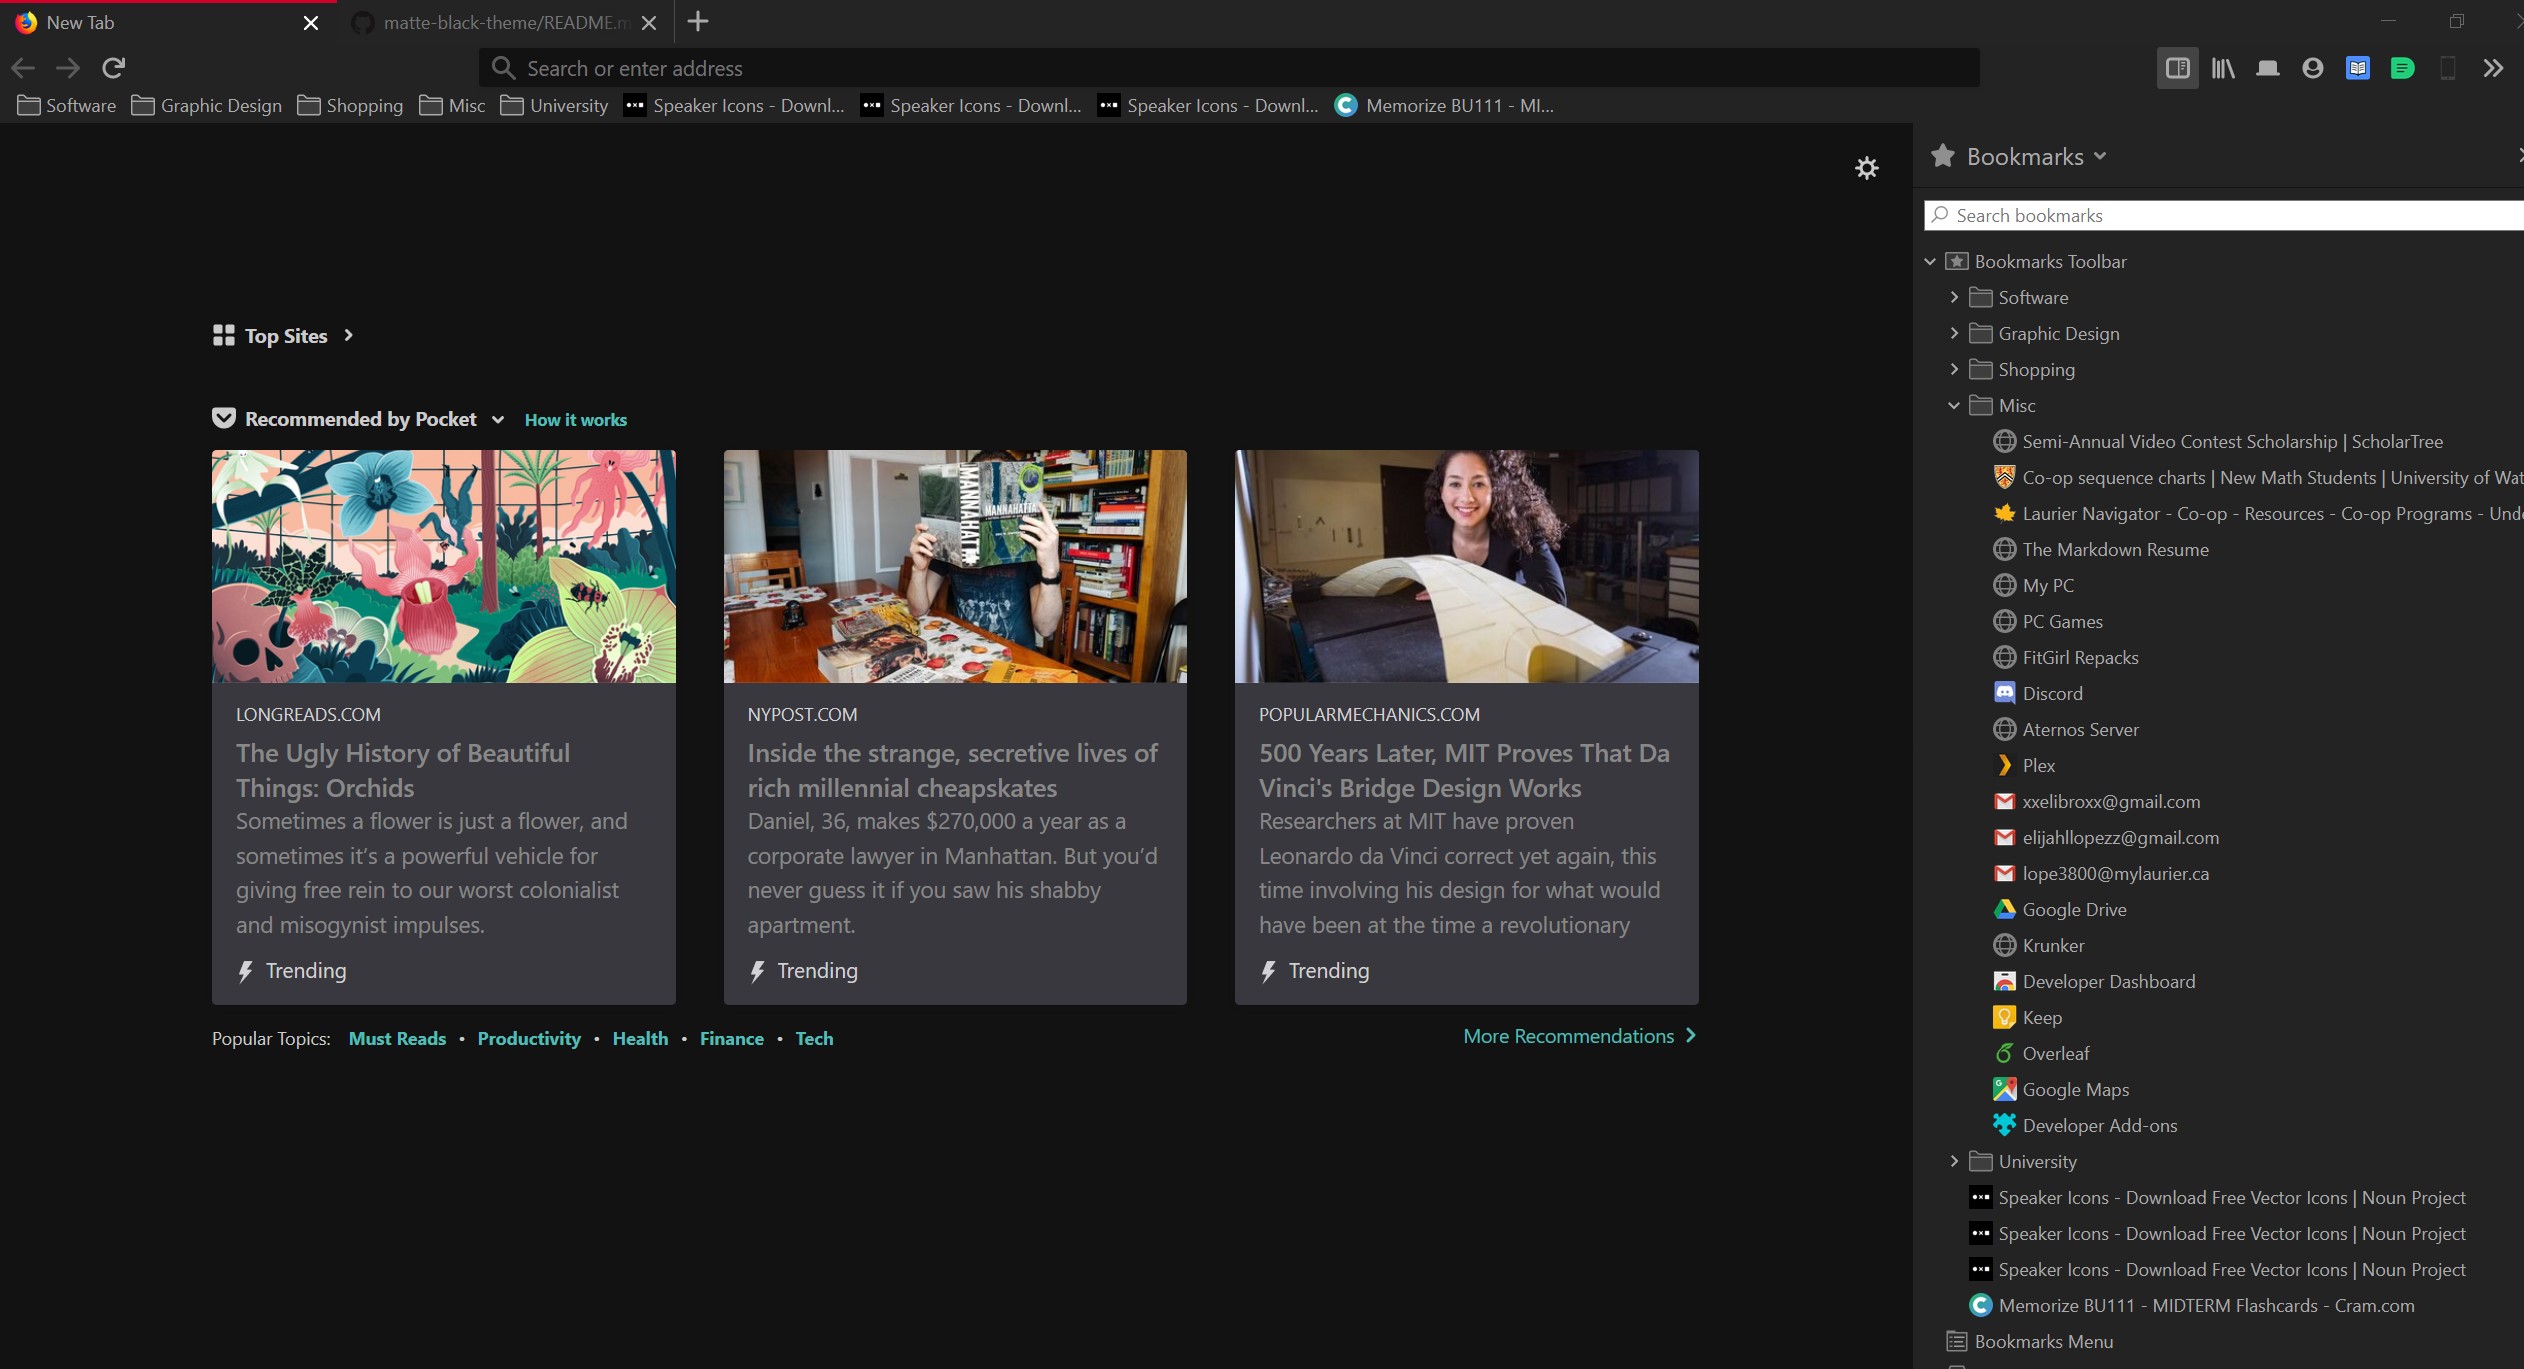 New Tab
matte-black-theme/README.m
Search or enter address
Software
Graphic Design
Shopping
Misc
University
Speaker Icons - Downl...
Speaker Icons - Downl...
Speaker Icons - Downl...
Memorize BU111 - MI...
Top Sites
Recommended by Pocket
How it works
MANNAHATTA
MANNAHATTA
LONGREADS.COM
The Ugly History of Beautiful
Things: Orchids
Sometimes a flower is just a flower, and
sometimes it’s a powerful vehicle for
giving free rein to our worst colonialist
and misogynist impulses.
Trending
NYPOST.COM
Inside the strange, secretive lives of
rich millennial cheapskates
Daniel, 36, makes $270,000 a year as a
corporate lawyer in Manhattan. But you’d
never guess it if you saw his shabby
apartment.
Trending
POPULARMECHANICS.COM
500 Years Later, MIT Proves That Da
Vinci's Bridge Design Works
Researchers at MIT have proven
Leonardo da Vinci correct yet again, this
time involving his design for what would
have been at the time a revolutionary
Trending
Popular Topics: Must Reads • Productivity • Health • Finance • Tech
More Recommendations
Bookmarks
Search bookmarks
Bookmarks Toolbar
Software
Graphic Design
Shopping
Misc
Semi-Annual Video Contest Scholarship | ScholarTree
Co-op sequence charts | New Math Students | University of Wat
Laurier Navigator - Co-op - Resources - Co-op Programs - Unde
The Markdown Resume
My PC
PC Games
FitGirl Repacks
Discord
Aternos Server
Plex
xxelibroxx@gmail.com
elijahllopezz@gmail.com
lope3800@mylaurier.ca
Google Drive
Krunker
Developer Dashboard
Keep
Overleaf
Google Maps
Developer Add-ons
University
Speaker Icons - Download Free Vector Icons | Noun Project
Speaker Icons - Download Free Vector Icons | Noun Project
Speaker Icons - Download Free Vector Icons | Noun Project
Memorize BU111 - MIDTERM Flashcards - Cram.com
Bookmarks Menu